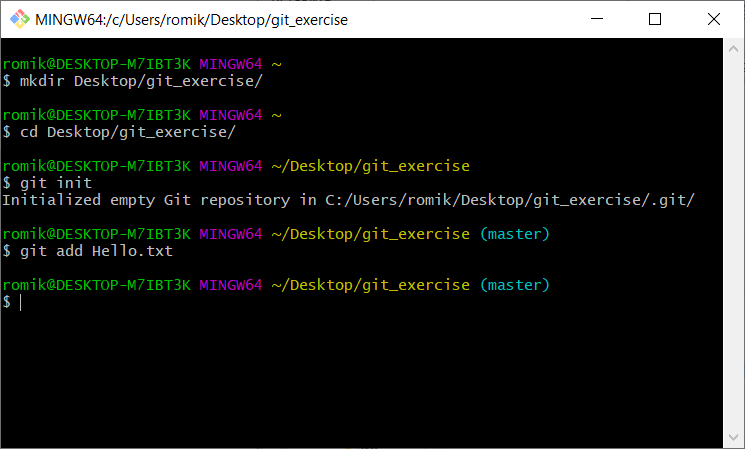 MINGW64:/c/Users/romik/Desktop/git_exercise
romik@DESKTOP-M7IBT3K MINGW64 ~
$ mkdir Desktop/git_exercise/
romik@DESKTOP-M7IBT3K MINGW64 ~
$ cd Desktop/git_exercise/
romik@DESKTOP-M7IBT3K MINGW64 ~/Desktop/git_exercise
$ git init
Initialized empty Git repository in C:/Users/romik/Desktop/git_exercise/.git/
romik@DESKTOP-M7IBT3K MINGW64 ~/Desktop/git_exercise (master)
$ git add Hello.txt
romik@DESKTOP-M7IBT3K MINGW64 ~/Desktop/git_exercise (master)
$